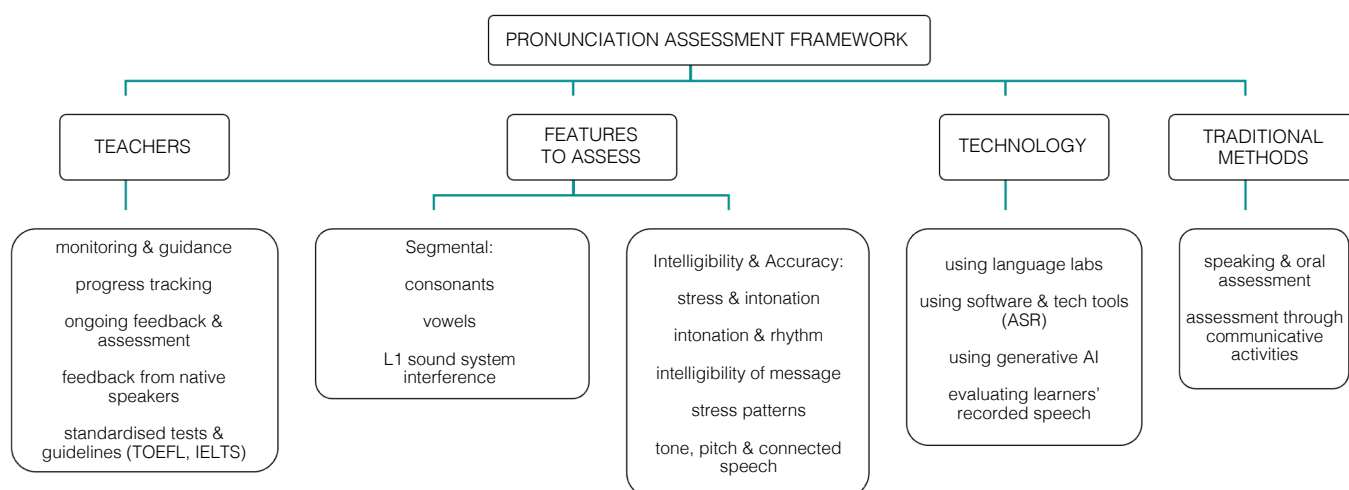 PRONUNCIATION ASSESSMENT FRAMEWORK
TEACHERS
FEATURES
TO ASSESS
TECHNOLOGY
TRADITIONAL
METHODS
monitoring & guidance
progress tracking
ongoing feedback &
assessment
feedback from native
speakers
standardised tests &
guidelines (TOEFL, IELTS)
Segmental:
consonants
vowels
L1 sound system
interference
Intelligibility & Accuracy:
stress & intonation
intonation & rhythm
intelligibility of message
stress patterns
tone, pitch & connected
speech
using language labs
using software & tech tools
(ASR)
using generative AI
evaluating learners’
recorded speech
speaking & oral
assessment
assessment through
communicative
activities